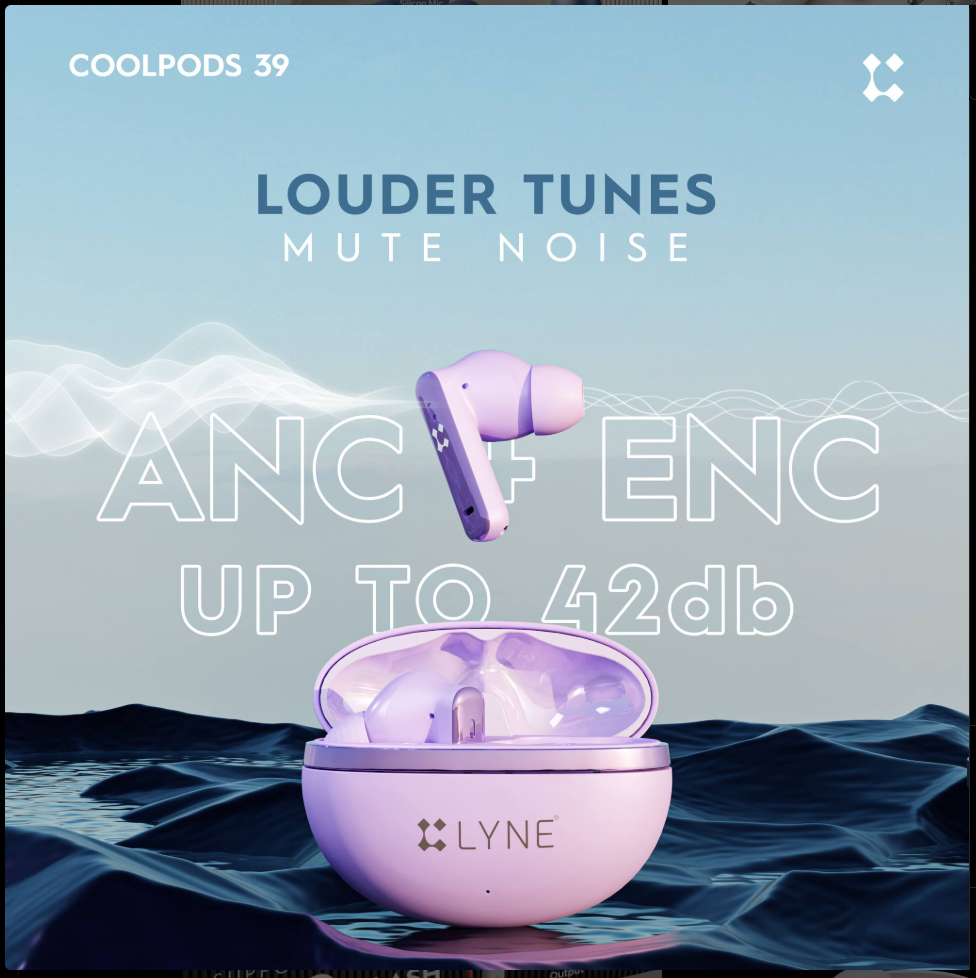 COOLPODS 39
LOUDER TUNES
MUTE NOISE
ANC + ENC
UP TO 42db
LYNE